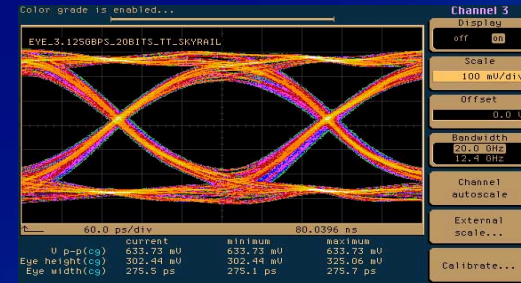 Color grade is enabled...
Channel 3
Display
off on
EYE_3.125GBPS_20BITS_TT_SKYRAIL
Scale
100 mV/div
Offset
0.0 V
Bandwidth
20.0 GHz
12.4 GHz
Channel
autoscale
External
scale...
Calibrate...
60.0 ps/div 80.0396 ns
current minimum maximum
V p-p(cg) 633.73 mV 633.73 mV 633.73 mV
Eye height(cg) 302.44 mV 302.44 mV 325.06 mV
Eye width(cg) 275.5 ps 275.1 ps 275.7 ps